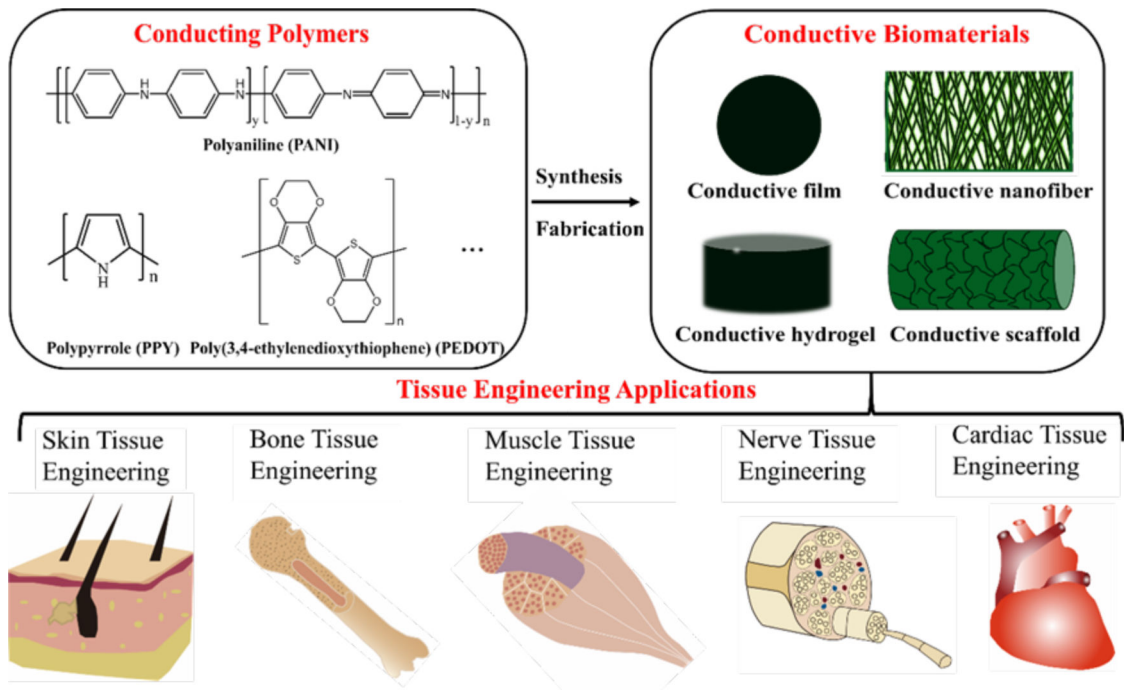 Conducting Polymers
H
N
H
N
N
N
y
1-y
n
Polyaniline (PANI)
N
H
n
O
O
S
S
O
O
n
...
Polypyrrole (PPY)
Poly(3,4-ethylenedioxythiophene) (PEDOT)
Synthesis
Fabrication
Conductive Biomaterials
Conductive film
Conductive nanofiber
Conductive hydrogel
Conductive scaffold
Tissue Engineering Applications
Skin Tissue
Engineering
Bone Tissue
Engineering
Muscle Tissue
Engineering
Nerve Tissue
Engineering
Cardiac Tissue
Engineering